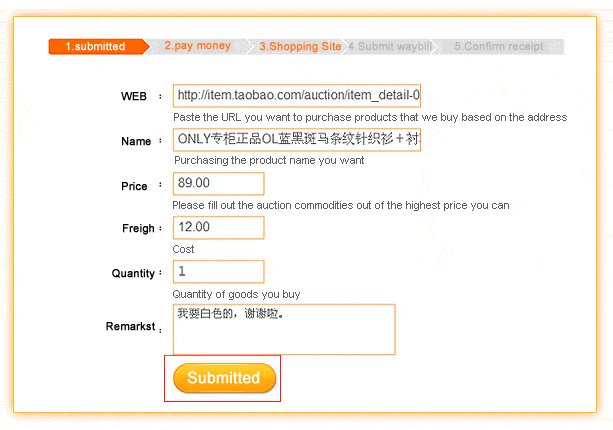 1.submitted 2.pay money 3.Shopping Site 4.Submit waybill 5.Confirm receipt
WEB : http://item.taobao.com/auction/item_detail-0
Paste the URL you want to purchase products that we buy based on the address
Name : ONLY专柜正品OL蓝黑斑马条纹针织衫+衬
Purchasing the product name you want
Price : 89.00
Please fill out the auction commodities out of the highest price you can
Freigh : 12.00
Cost
Quantity : 1
Quantity of goods you buy
Remarkst : 我要白色的，谢谢啦。
Submitted